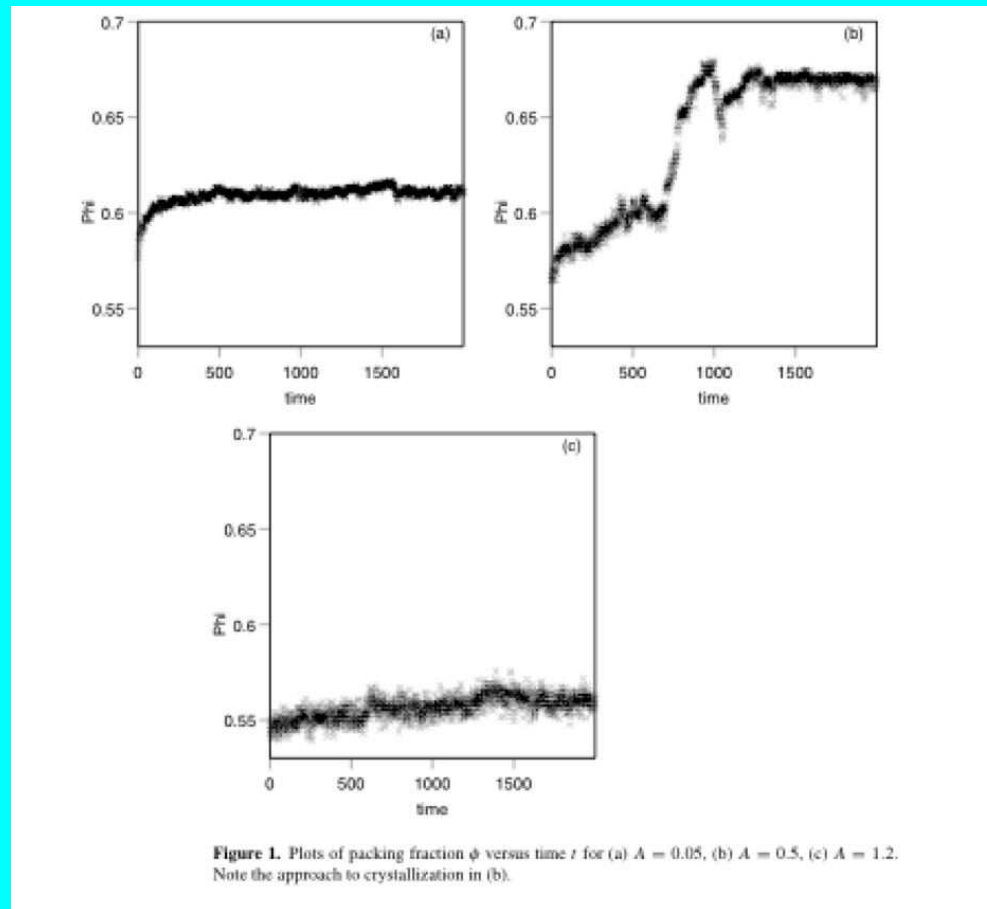 0.7
(a)
0.65
Phi
0.6
0.55
0
500
1000
1500
time
0.7
(b)
0.65
Phi
0.6
0.55
0
500
1000
1500
time
0.7
(c)
0.65
Phi
0.6
0.55
0
500
1000
1500
time
Figure 1. Plots of packing fraction ϕ versus time t for (a) A = 0.05, (b) A = 0.5, (c) A = 1.2.
Note the approach to crystallization in (b).